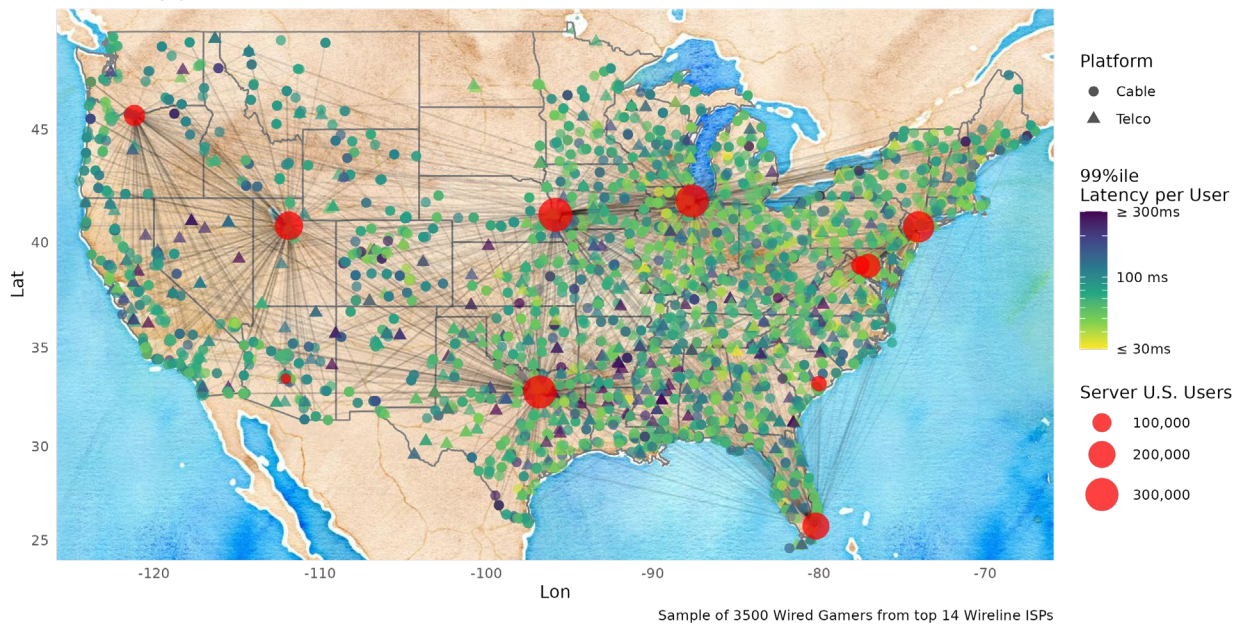 Platform
Cable
Telco
99%ile
Latency per User
≥ 300ms
100 ms
≤ 30ms
Server U.S. Users
100,000
200,000
300,000
Lat
45
40
35
30
25
-120
-110
-100
-90
-80
-70
Lon
Sample of 3500 Wired Gamers from top 14 Wireline ISPs